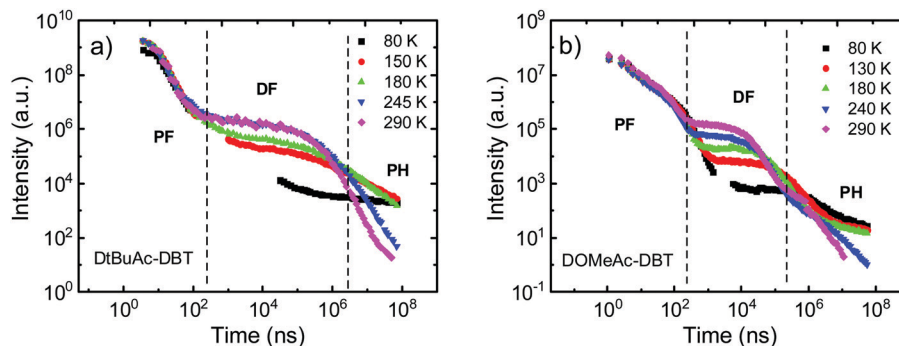 a)
10^10
10^8
10^6
10^4
10^2
10^0
Intensity (a.u.)
PF
DF
PH
80 K
150 K
180 K
245 K
290 K
DtBuAc-DBT
10^0 10^2 10^4 10^6 10^8
Time (ns)
b)
10^9
10^7
10^5
10^3
10^1
10^-1
Intensity (a.u.)
PF
DF
PH
80 K
130 K
180 K
240 K
290 K
DOMeAc-DBT
10^0 10^2 10^4 10^6 10^8
Time (ns)